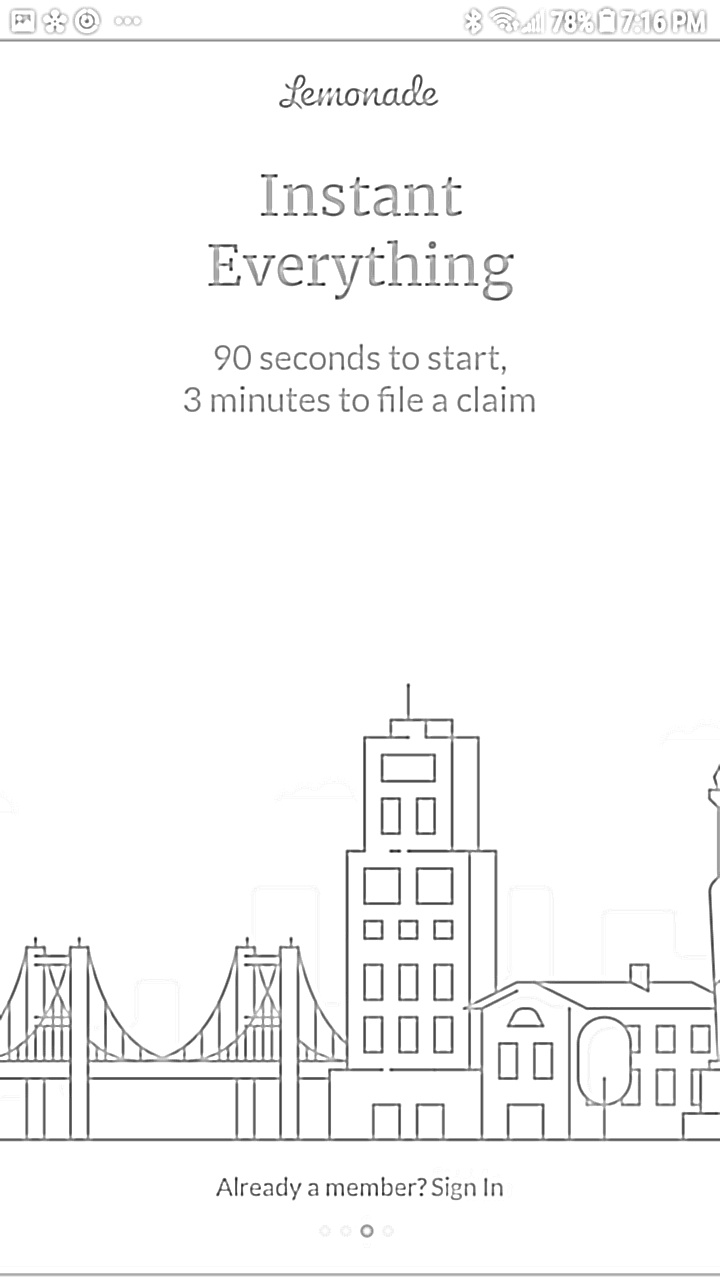 78% 7:16 PM
Lemonade
Instant
Everything
90 seconds to start,
3 minutes to file a claim
Already a member? Sign In